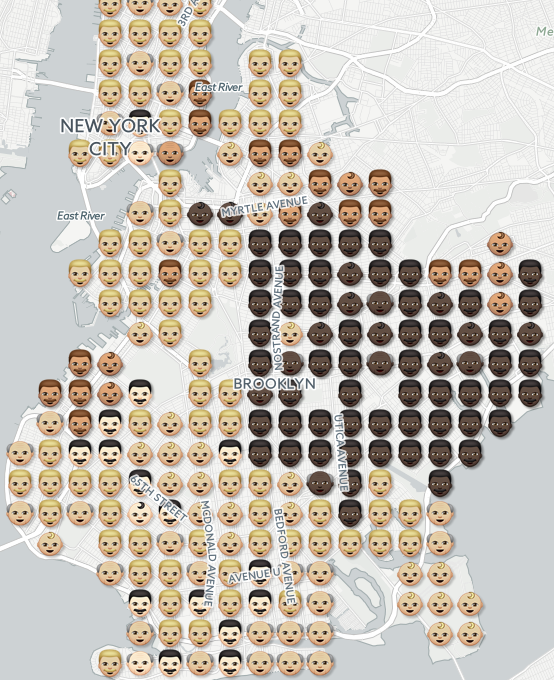 3RD A
Me
East River
NEW YORK
CITY
MYRTLE AVENUE
East River
NOSTRAND AVENUE
BROOKLYN
UTICA AVENUE
65TH STREET
MCDONALD AVENUE
BEDFORD AVENUE
AVENUE U